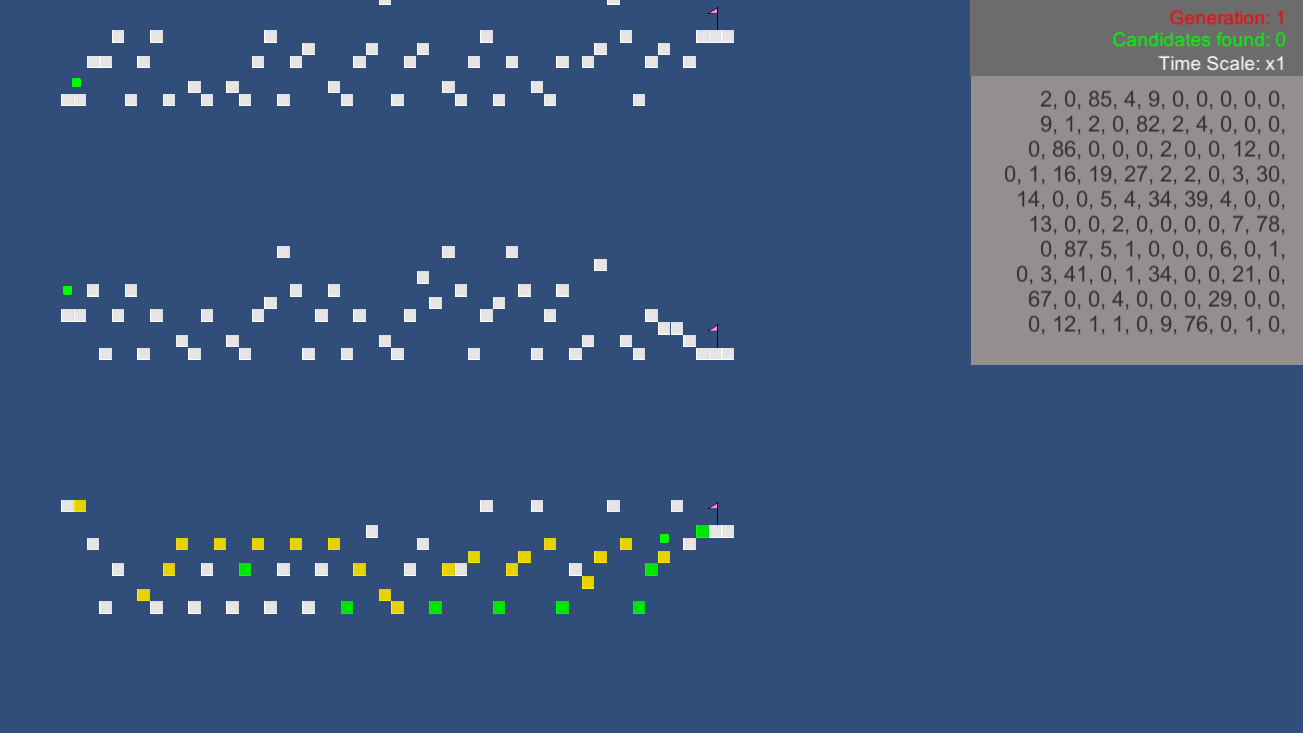 Generation: 1
Candidates found: 0
Time Scale: x1
2, 0, 85, 4, 9, 0, 0, 0, 0, 0,
9, 1, 2, 0, 82, 2, 4, 0, 0, 0,
0, 86, 0, 0, 0, 2, 0, 0, 12, 0,
0, 1, 16, 19, 27, 2, 2, 0, 3, 30,
14, 0, 0, 5, 4, 34, 39, 4, 0, 0,
13, 0, 0, 2, 0, 0, 0, 0, 7, 78,
0, 87, 5, 1, 0, 0, 0, 6, 0, 1,
0, 3, 41, 0, 1, 34, 0, 0, 21, 0,
67, 0, 0, 4, 0, 0, 0, 29, 0, 0,
0, 12, 1, 1, 0, 9, 76, 0, 1, 0,